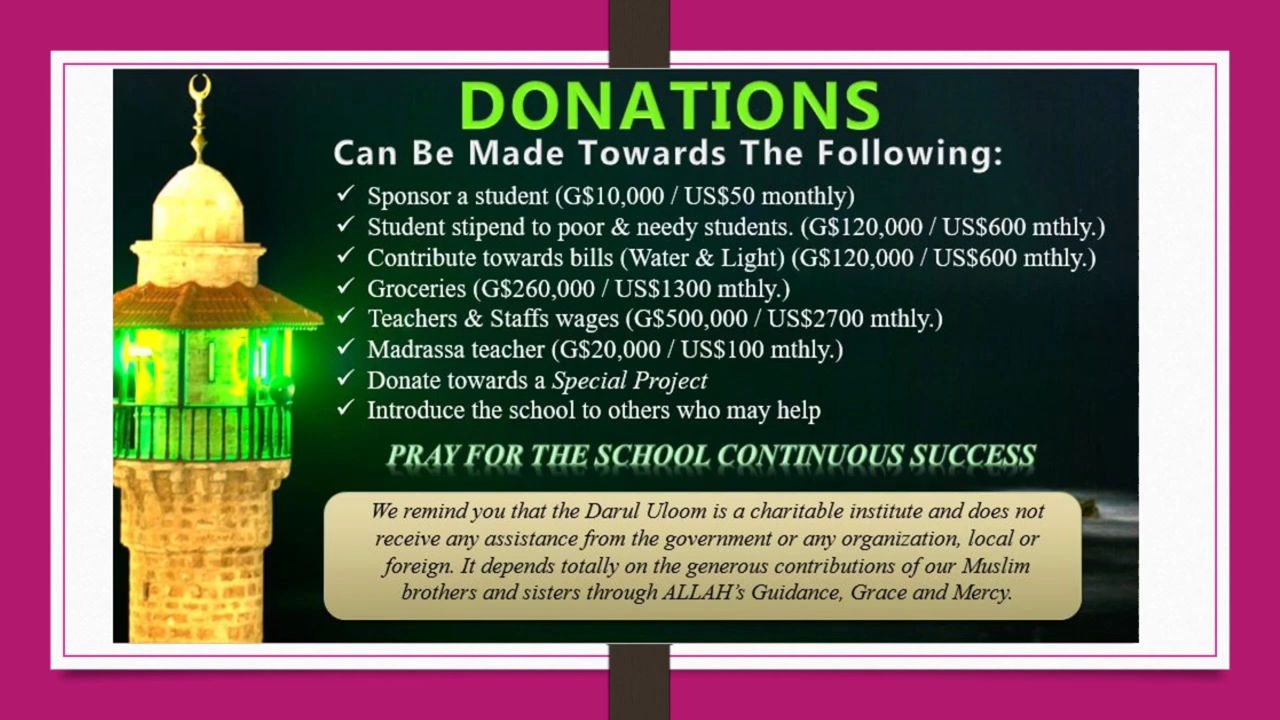 DONATIONS
Can Be Made Towards The Following:
✓ Sponsor a student (G$10,000 / US$50 monthly)
✓ Student stipend to poor & needy students. (G$120,000 / US$600 mthly.)
✓ Contribute towards bills (Water & Light) (G$120,000 / US$600 mthly.)
✓ Groceries (G$260,000 / US$1300 mthly.)
✓ Teachers & Staffs wages (G$500,000 / US$2700 mthly.)
✓ Madrassa teacher (G$20,000 / US$100 mthly.)
✓ Donate towards a Special Project
✓ Introduce the school to others who may help
PRAY FOR THE SCHOOL CONTINUOUS SUCCESS
We remind you that the Darul Uloom is a charitable institute and does not
receive any assistance from the government or any organization, local or
foreign. It depends totally on the generous contributions of our Muslim
brothers and sisters through ALLAH's Guidance, Grace and Mercy.